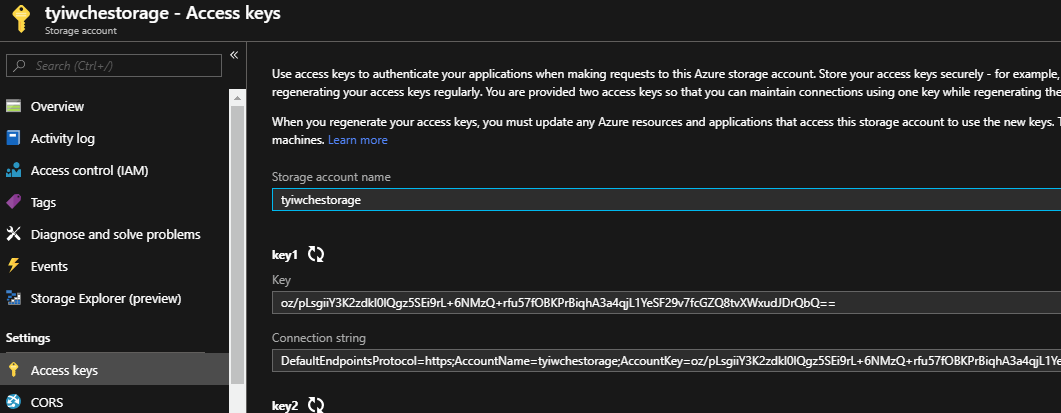 tyiwchestorage - Access keys
Storage account
Search (Ctrl+/)
«
Overview
Activity log
Access control (IAM)
Tags
Diagnose and solve problems
Events
Storage Explorer (preview)
Settings
Access keys
CORS
Use access keys to authenticate your applications when making requests to this Azure storage account. Store your access keys securely - for example,
regenerating your access keys regularly. You are provided two access keys so that you can maintain connections using one key while regenerating the
When you regenerate your access keys, you must update any Azure resources and applications that access this storage account to use the new keys. T
machines. Learn more
Storage account name
tyiwchestorage
key1
Key
oz/pLsgiiY3K2zdkI0lQgz5SEi9rL+6NMzQ+rfu57fOBKPrBiqhA3a4qjL1YeSF29v7fcGZQ8tvXWxudJDrQbQ==
Connection string
DefaultEndpointsProtocol=https;AccountName=tyiwchestorage;AccountKey=oz/pLsgiiY3K2zdkI0lQgz5SEi9rL+6NMzQ+rfu57fOBKPrBiqhA3a4qjL1Ye
key2